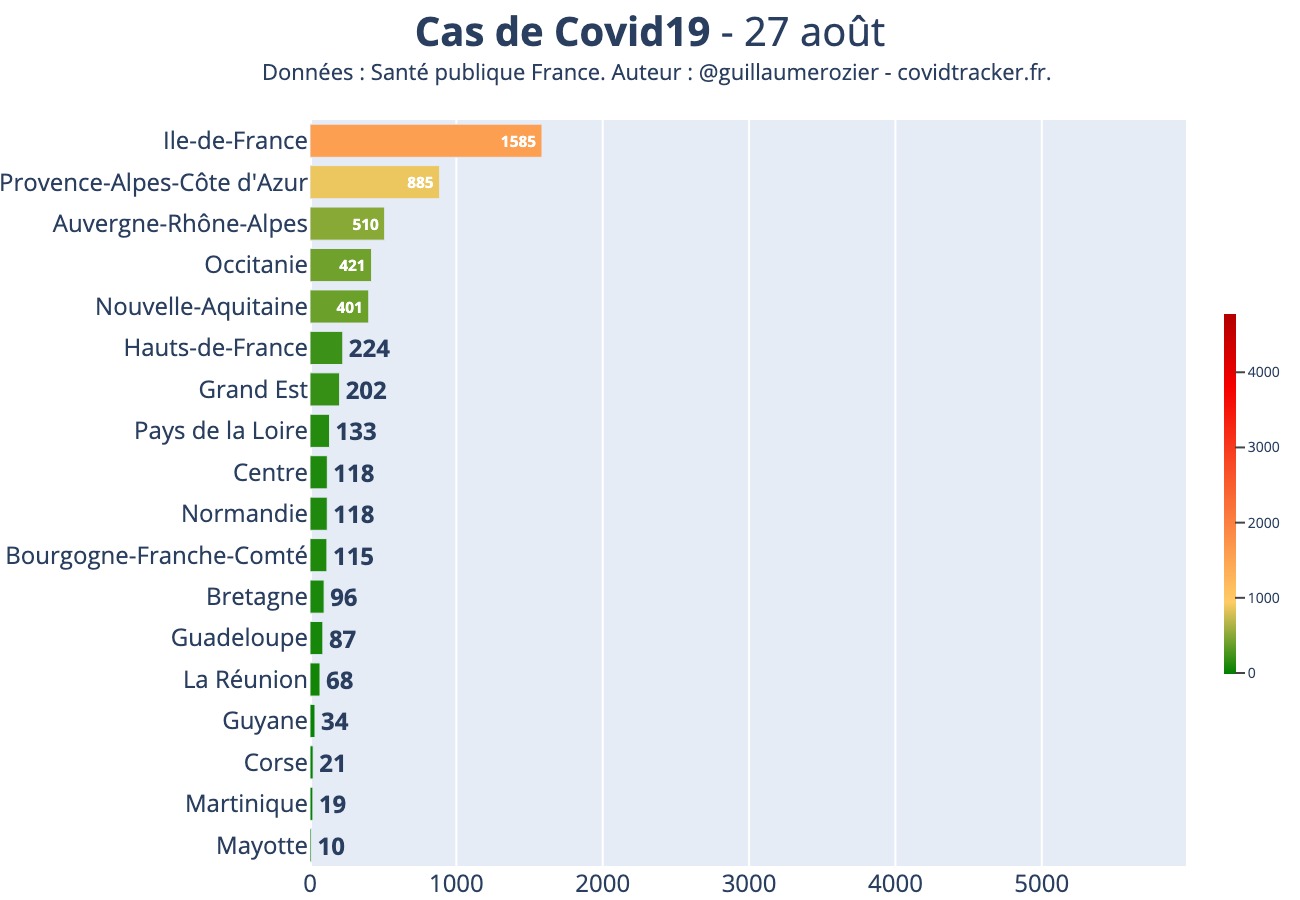 Cas de Covid19 - 27 août
Données : Santé publique France. Auteur : @guillaumerozier - covidtracker.fr.
Ile-de-France 1585
Provence-Alpes-Côte d'Azur 885
Auvergne-Rhône-Alpes 510
Occitanie 421
Nouvelle-Aquitaine 401
Hauts-de-France 224
Grand Est 202
Pays de la Loire 133
Centre 118
Normandie 118
Bourgogne-Franche-Comté 115
Bretagne 96
Guadeloupe 87
La Réunion 68
Guyane 34
Corse 21
Martinique 19
Mayotte 10
0 1000 2000 3000 4000 5000
4000
3000
2000
1000
0